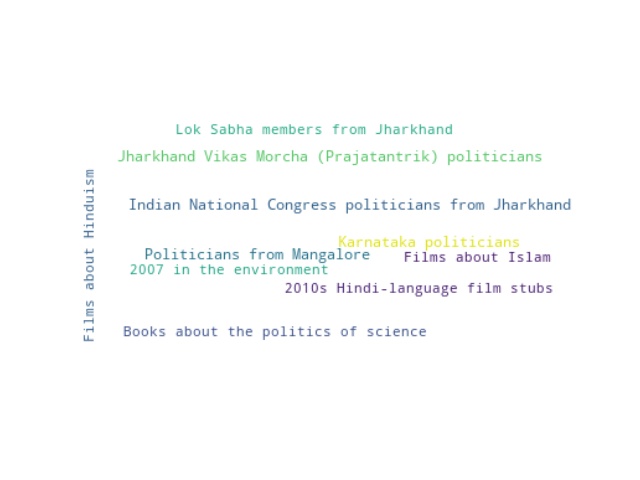 Lok Sabha members from Jharkhand
Jharkhand Vikas Morcha (Prajatantrik) politicians
Films about Hinduism
Indian National Congress politicians from Jharkhand
Karnataka politicians
Politicians from Mangalore
Films about Islam
2007 in the environment
2010s Hindi-language film stubs
Books about the politics of science